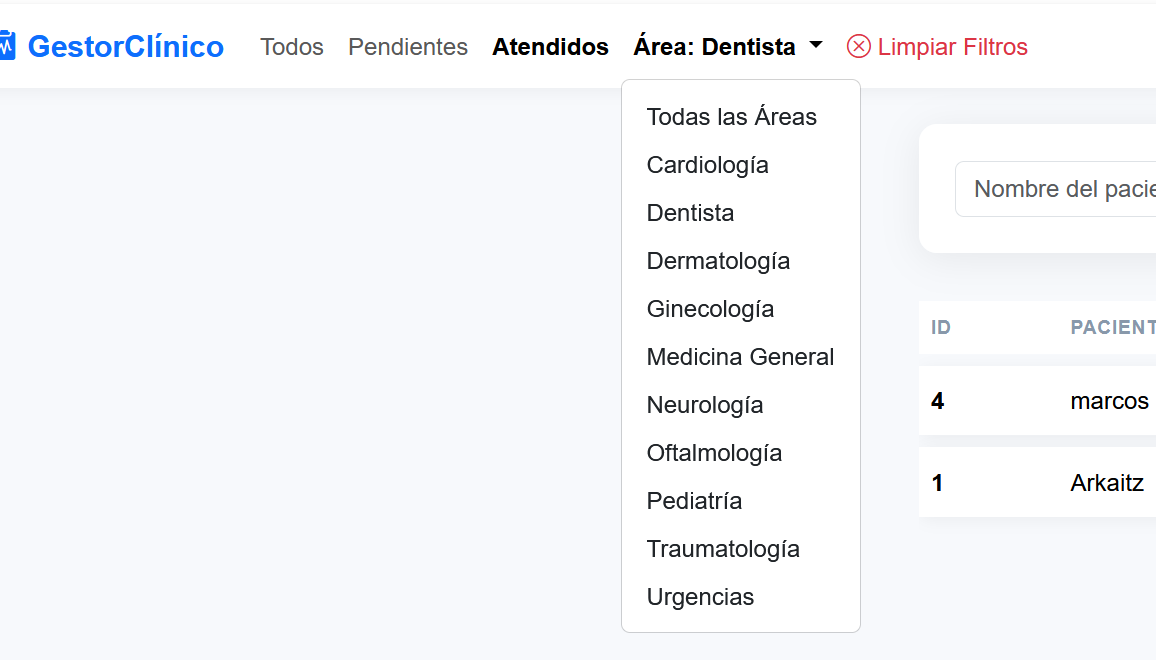 GestorClínico Todos Pendientes Atendidos Área: Dentista Limpiar Filtros
Todas las Áreas
Cardiología
Dentista
Dermatología
Ginecología
Medicina General
Neurología
Oftalmología
Pediatría
Traumatología
Urgencias
Nombre del pacie
ID PACIENT
4 marcos
1 Arkaitz